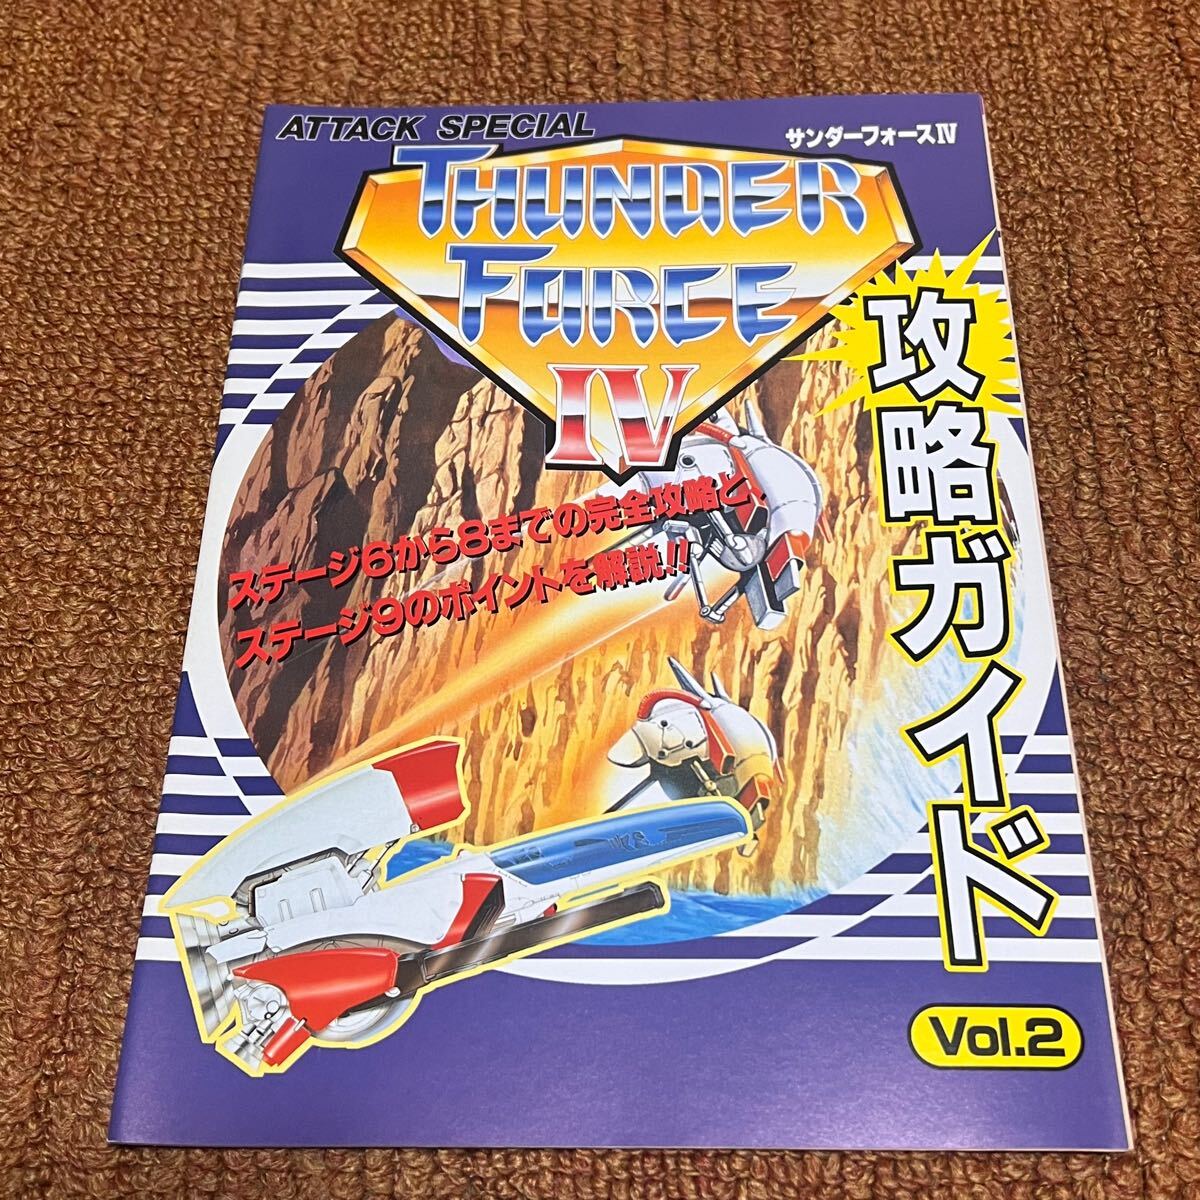 ATTACK SPECIAL
サンダーフォースIV
THUNDER
FORCE
IV
攻略ガイド
ステージ6から8までの完全攻略と、
ステージ9のポイントを解説!!
Vol.2